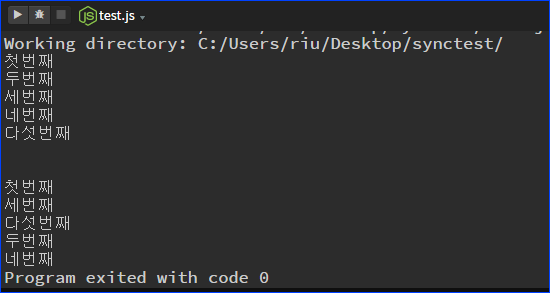 test.js
Working directory: C:/Users/riu/Desktop/synctest/
첫번째
두번째
세번째
네번째
다섯번째
첫번째
세번째
다섯번째
두번째
네번째
Program exited with code 0